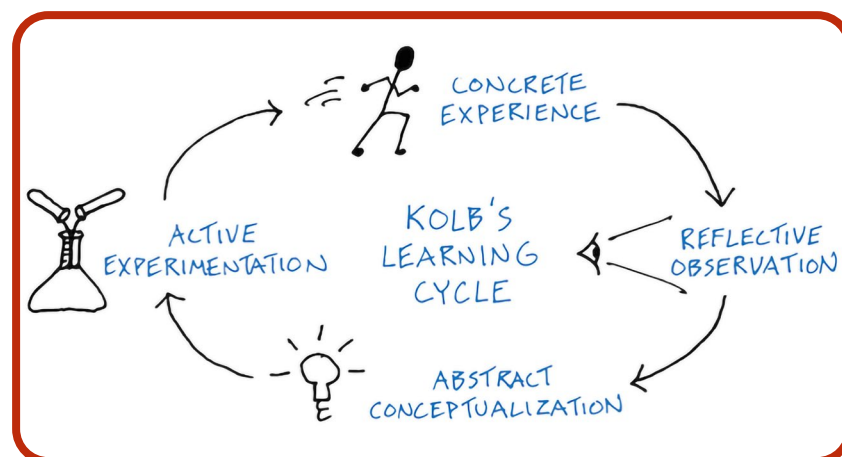 CONCRETE
EXPERIENCE
KOLB'S
LEARNING
CYCLE
REFLECTIVE
OBSERVATION
ACTIVE
EXPERIMENTATION
ABSTRACT
CONCEPTUALIZATION